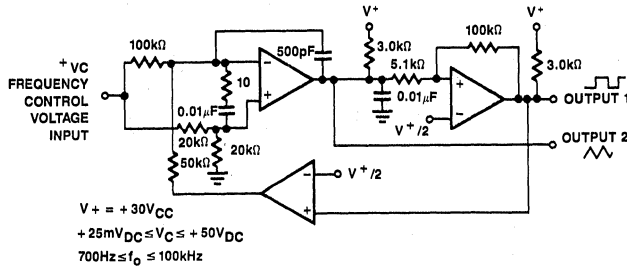 V+
V+
100kΩ
500pF
3.0kΩ
100kΩ
5.1kΩ
3.0kΩ
+VC
FREQUENCY
CONTROL
VOLTAGE
INPUT
−
+
10
0.01μF
0.01μF
+
−
V+/2
OUTPUT 1
20kΩ
20kΩ
50kΩ
OUTPUT 2
−
+
V+/2
V+ = +30VCC
+25mVDC ≤ VC ≤ +50VDC
700Hz ≤ fo ≤ 100kHz